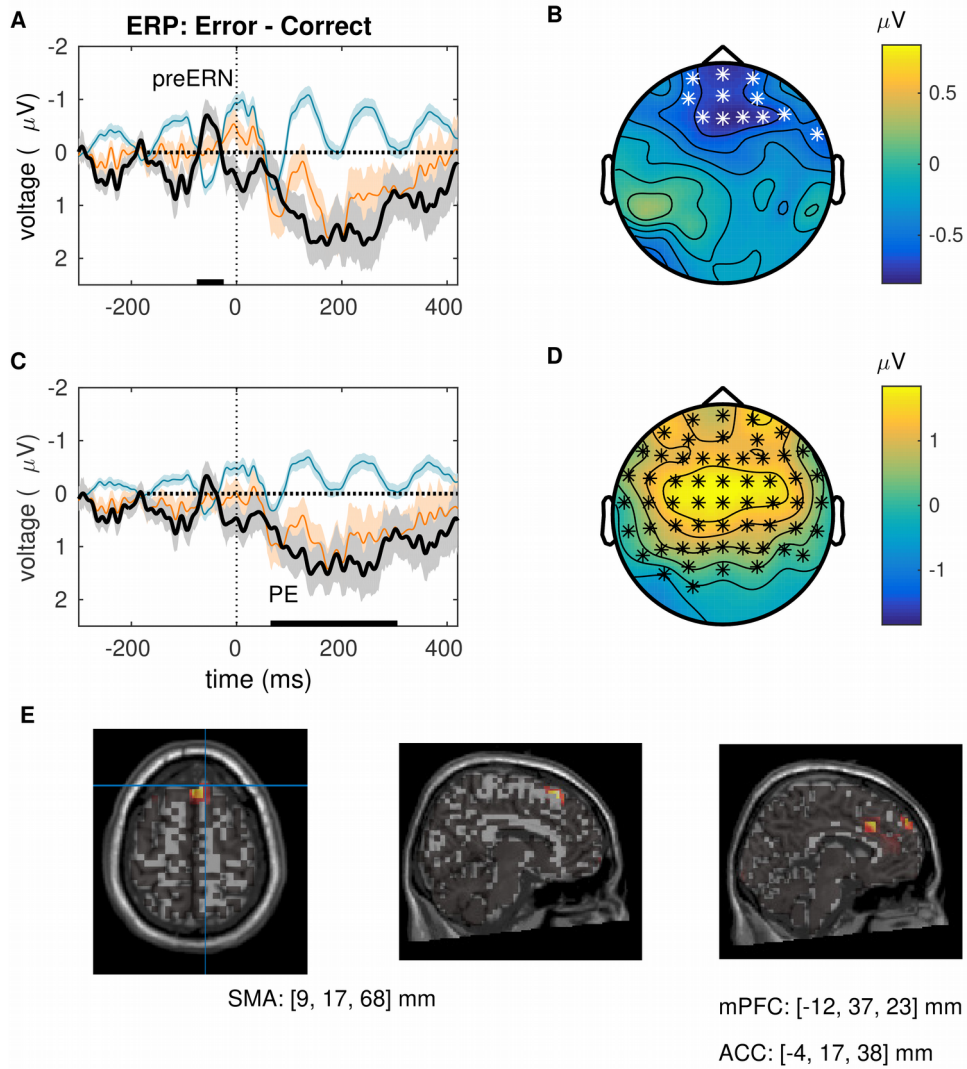 A
ERP: Error - Correct
-2
preERN
-1
0
1
2
voltage ( μV)
-200
0
200
400
B
μV
0.5
0
-0.5
C
-2
-1
0
1
2
voltage ( μV)
PE
-200
0
200
400
time (ms)
D
μV
1
0
-1
E
SMA: [9, 17, 68] mm
mPFC: [-12, 37, 23] mm
ACC: [-4, 17, 38] mm